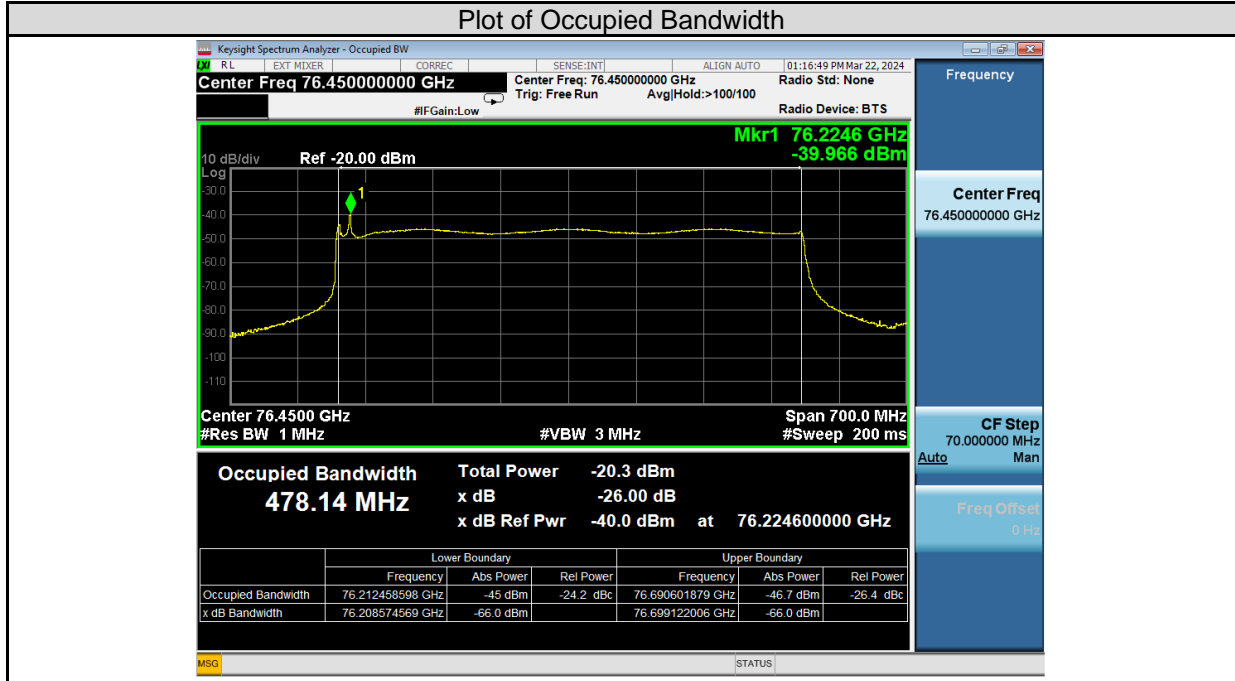 Plot of Occupied Bandwidth
Keysight Spectrum Analyzer - Occupied BW
LXI RL EXT MIXER CORREC SENSE:INT ALIGN AUTO 01:16:49 PM Mar 22, 2024
Center Freq 76.450000000 GHz Center Freq: 76.450000000 GHz Radio Std: None
Trig: Free Run Avg|Hold:>100/100
#IFGain:Low Radio Device: BTS
Frequency
Mkr1 76.2246 GHz
10 dB/div Ref -20.00 dBm -39.966 dBm
Log
-30.0
1
-40.0
-50.0
-60.0
-70.0
-80.0
-90.0
-100
-110
Center 76.4500 GHz Span 700.0 MHz
#Res BW 1 MHz #VBW 3 MHz #Sweep 200 ms
Center Freq
76.450000000 GHz
CF Step
70.000000 MHz
Auto Man
Freq Offset
0 Hz
Occupied Bandwidth Total Power -20.3 dBm
478.14 MHz x dB -26.00 dB
x dB Ref Pwr -40.0 dBm at 76.224600000 GHz
Lower Boundary Upper Boundary
Frequency Abs Power Rel Power Frequency Abs Power Rel Power
Occupied Bandwidth 76.212458598 GHz -45 dBm -24.2 dBc 76.690601879 GHz -46.7 dBm -26.4 dBc
x dB Bandwidth 76.208574569 GHz -66.0 dBm 76.699122006 GHz -66.0 dBm
MSG STATUS